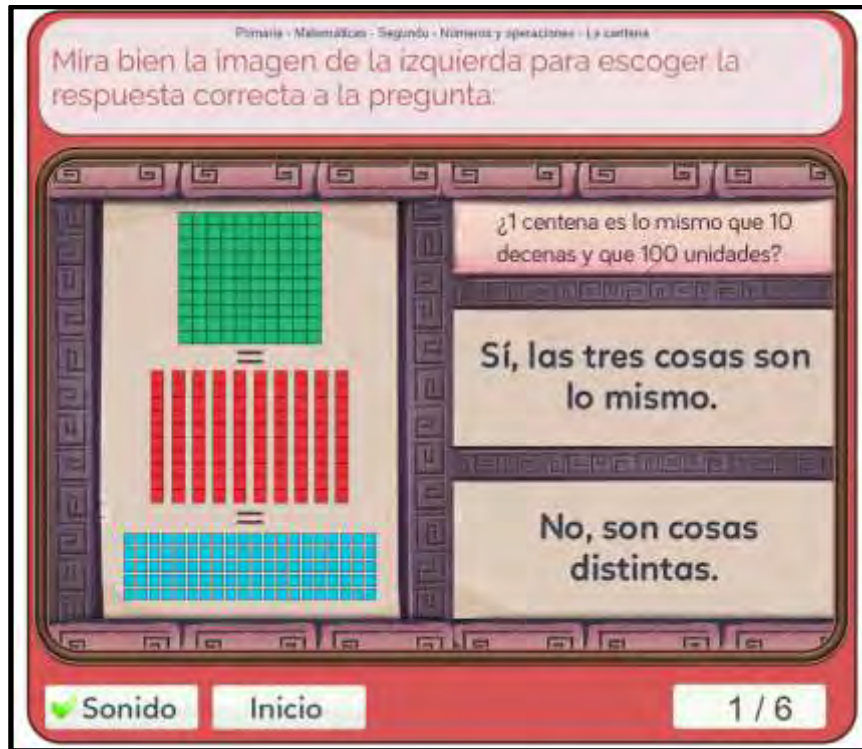 Primaria - Matemáticas - Segundo - Números y operaciones - La centena
Mira bien la imagen de la izquierda para escoger la
respuesta correcta a la pregunta:
¿1 centena es lo mismo que 10
decenas y que 100 unidades?
=
Sí, las tres cosas son
lo mismo.
=
No, son cosas
distintas.
Sonido
Inicio
1 / 6